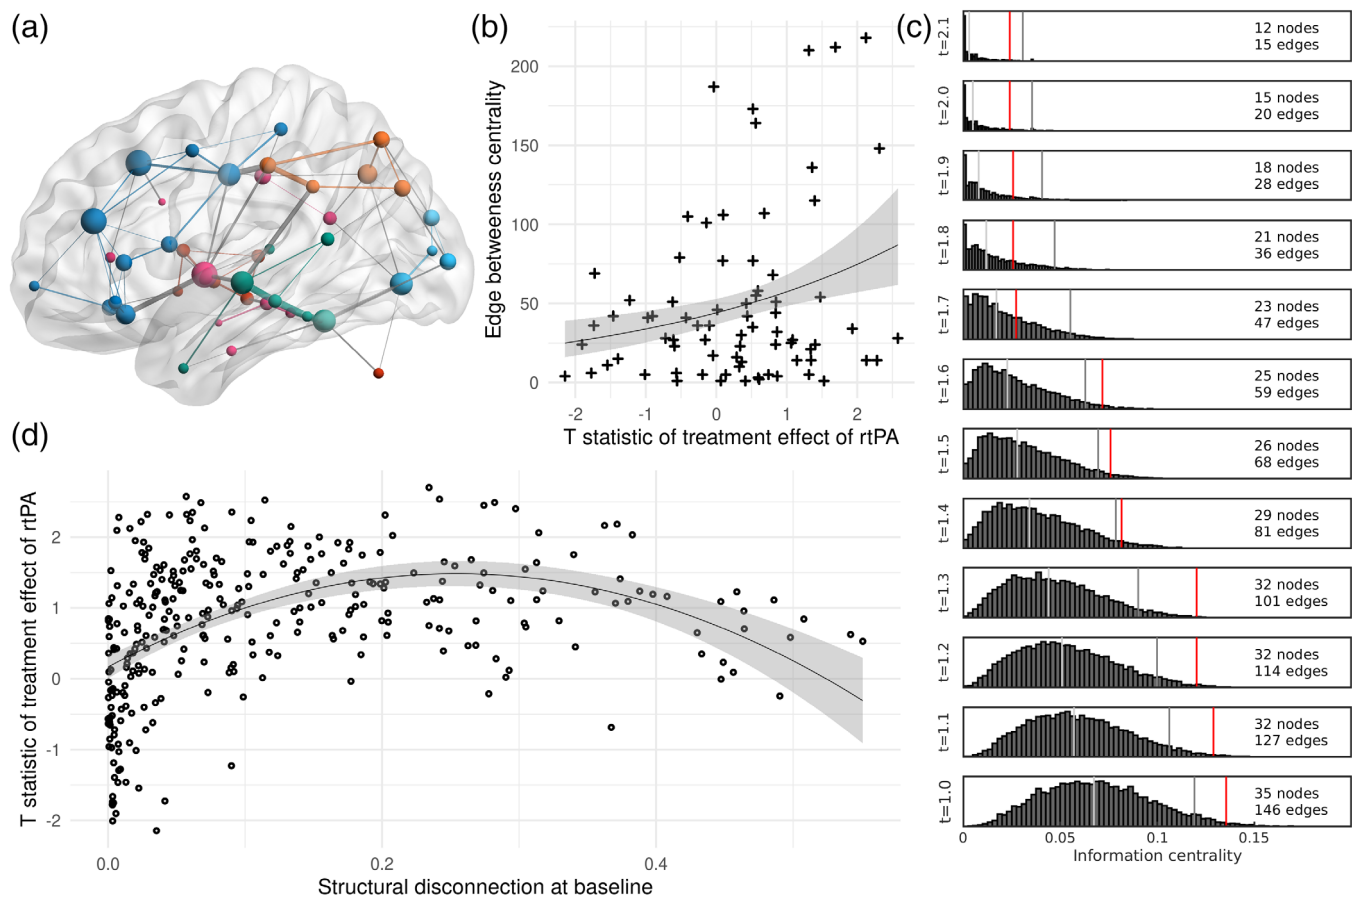 (a)
(b)
Edge betweeness centrality
200
150
100
50
0
-2
-1
0
1
2
T statistic of treatment effect of rtPA
(c)
t=2.1
12 nodes
15 edges
t=2.0
15 nodes
20 edges
t=1.9
18 nodes
28 edges
t=1.8
21 nodes
36 edges
t=1.7
23 nodes
47 edges
t=1.6
25 nodes
59 edges
t=1.5
26 nodes
68 edges
t=1.4
29 nodes
81 edges
t=1.3
32 nodes
101 edges
t=1.2
32 nodes
114 edges
t=1.1
32 nodes
127 edges
t=1.0
35 nodes
146 edges
0
0.05
0.1
0.15
Information centrality
(d)
T statistic of treatment effect of rtPA
2
1
0
-1
-2
0.0
0.2
0.4
Structural disconnection at baseline